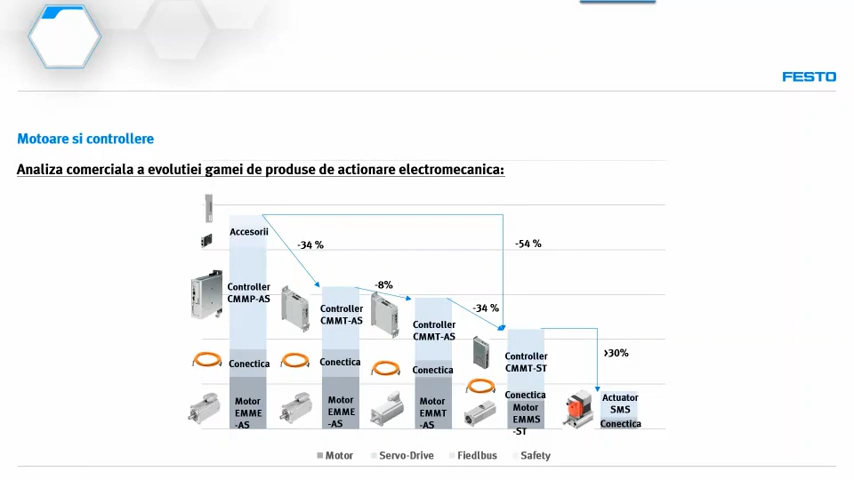 FESTO
Motoare si controllere
Analiza comerciala a evolutiei gamei de produse de actionare electromecanica:
Accesorii
Controller
CMMP-AS
Conectica
Motor
EMME
-AS
-34 %
Controller
CMMT-AS
Conectica
Motor
EMME
-AS
-8%
Controller
CMMT-AS
Conectica
Motor
EMMT
-AS
-34 %
-54 %
Controller
CMMT-ST
Conectica
Motor
EMMS
-ST
>30%
Actuator
SMS
Conectica
Motor
Servo-Drive
Fiedlbus
Safety